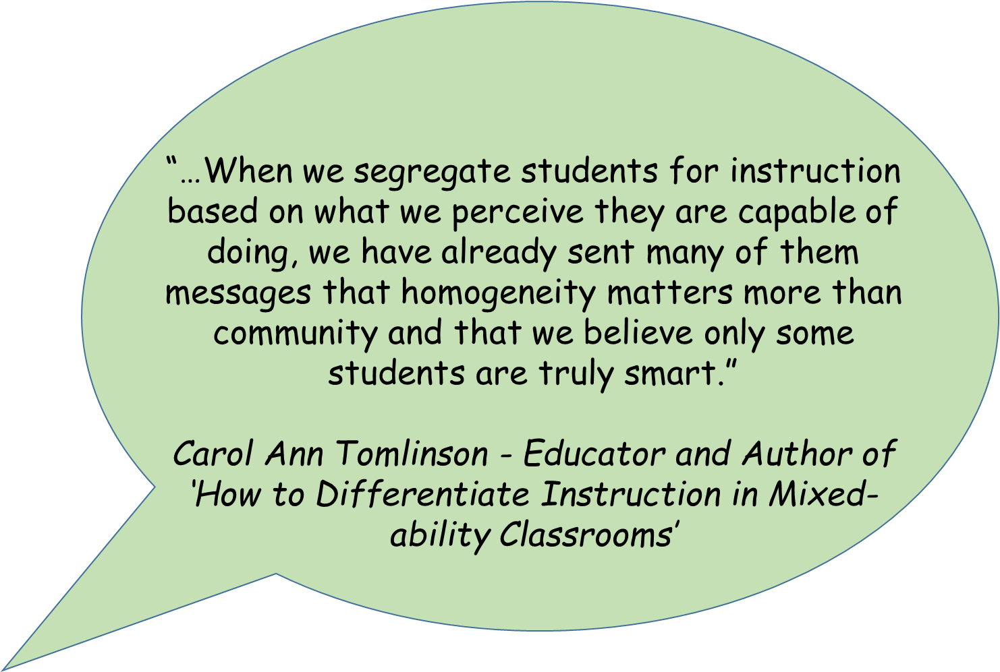 “…When we segregate students for instruction
based on what we perceive they are capable of
doing, we have already sent many of them
messages that homogeneity matters more than
community and that we believe only some
students are truly smart.”
Carol Ann Tomlinson - Educator and Author of
‘How to Differentiate Instruction in Mixed-
ability Classrooms’